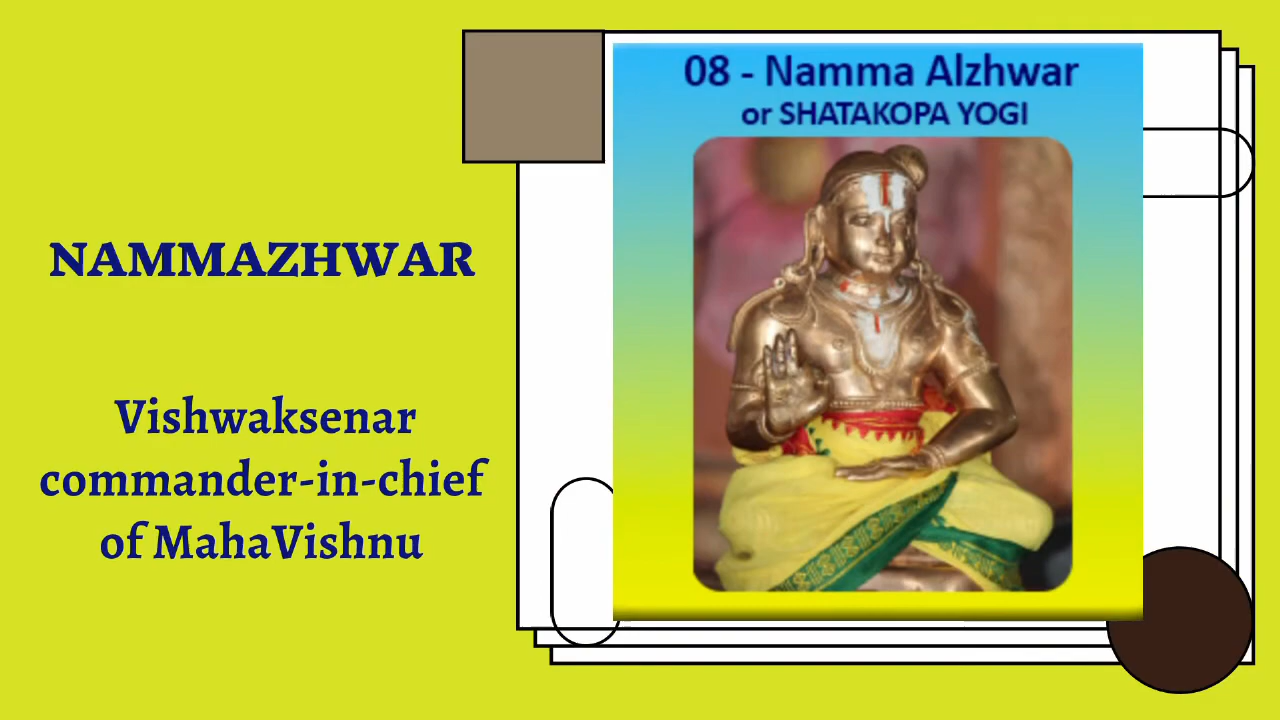 NAMMAZHWAR
Vishwaksenar
commander-in-chief
of MahaVishnu
08 - Namma Alzhwar
or SHATAKOPA YOGI